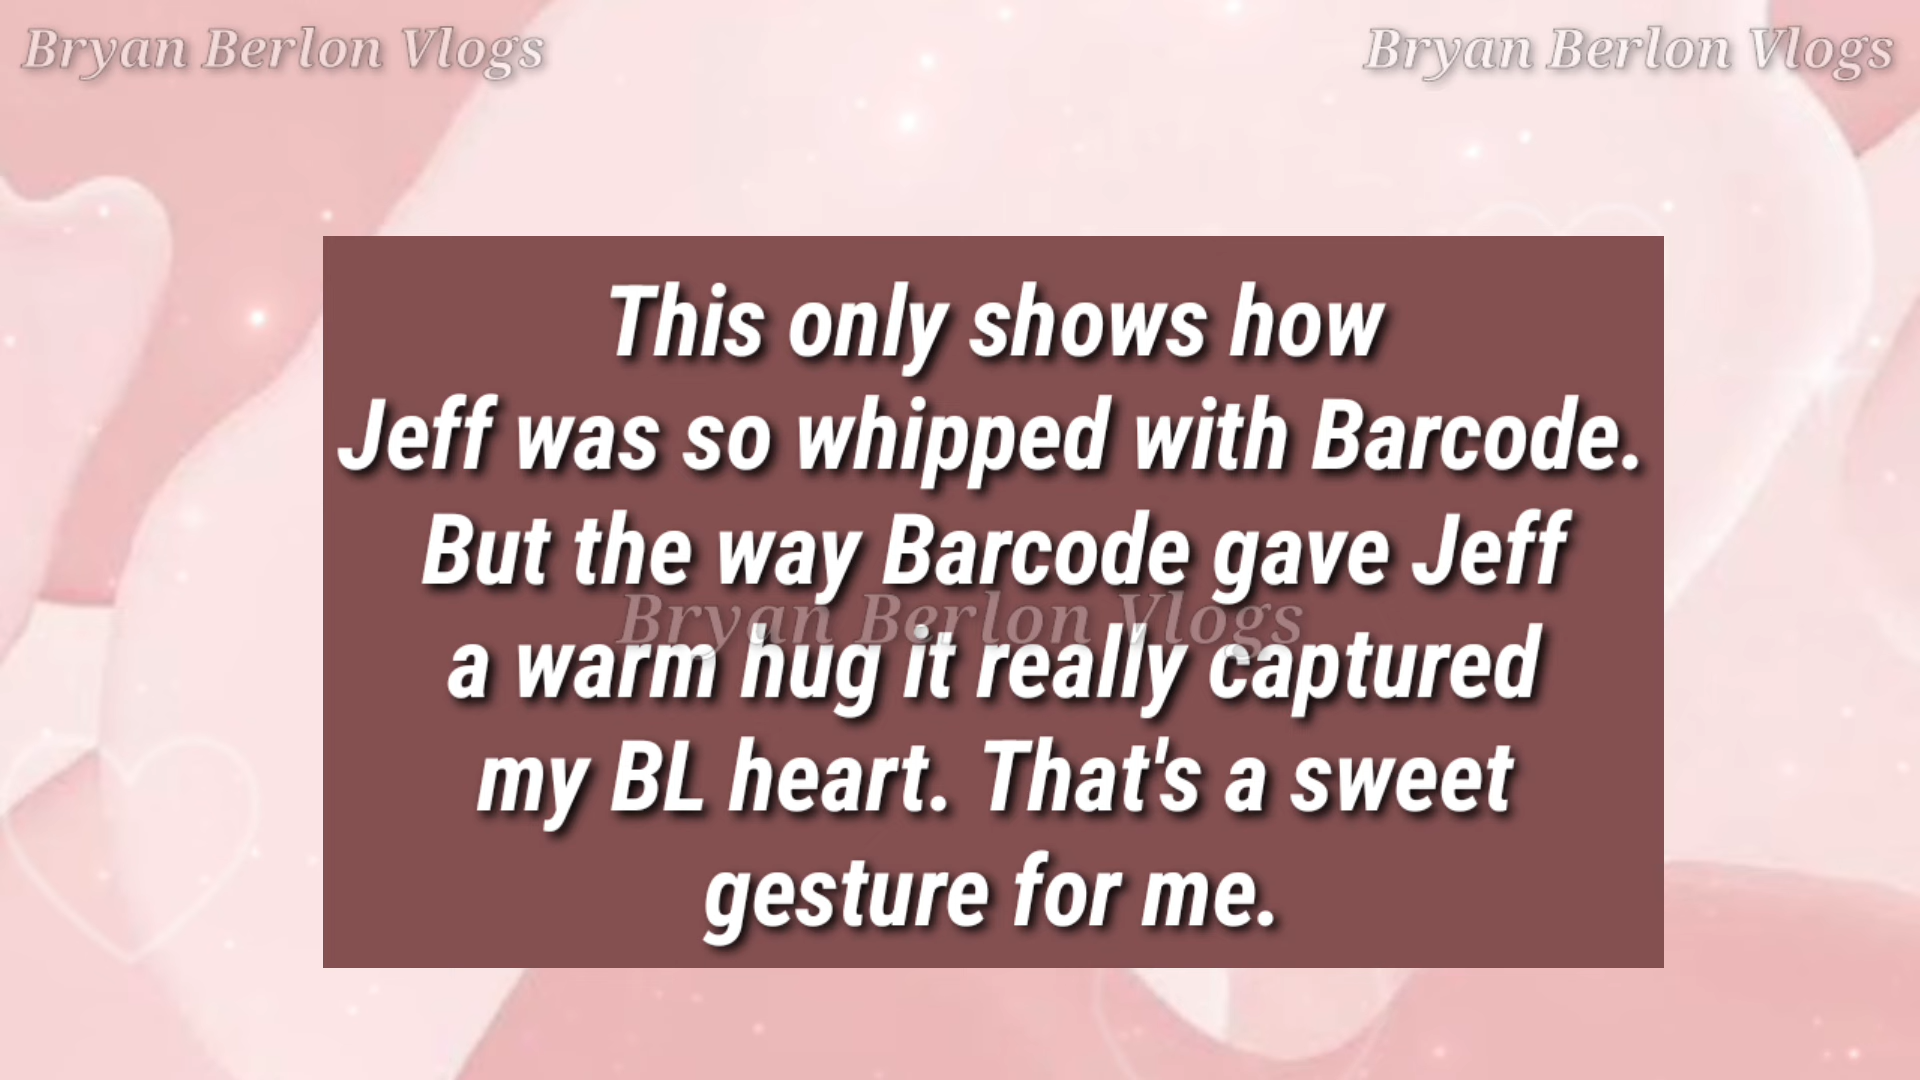 Bryan Berlon Vlogs
Bryan Berlon Vlogs
This only shows how
Jeff was so whipped with Barcode.
But the way Barcode gave Jeff
Bryan Berlon Vlogs
a warm hug it really captured
my BL heart. That's a sweet
gesture for me.